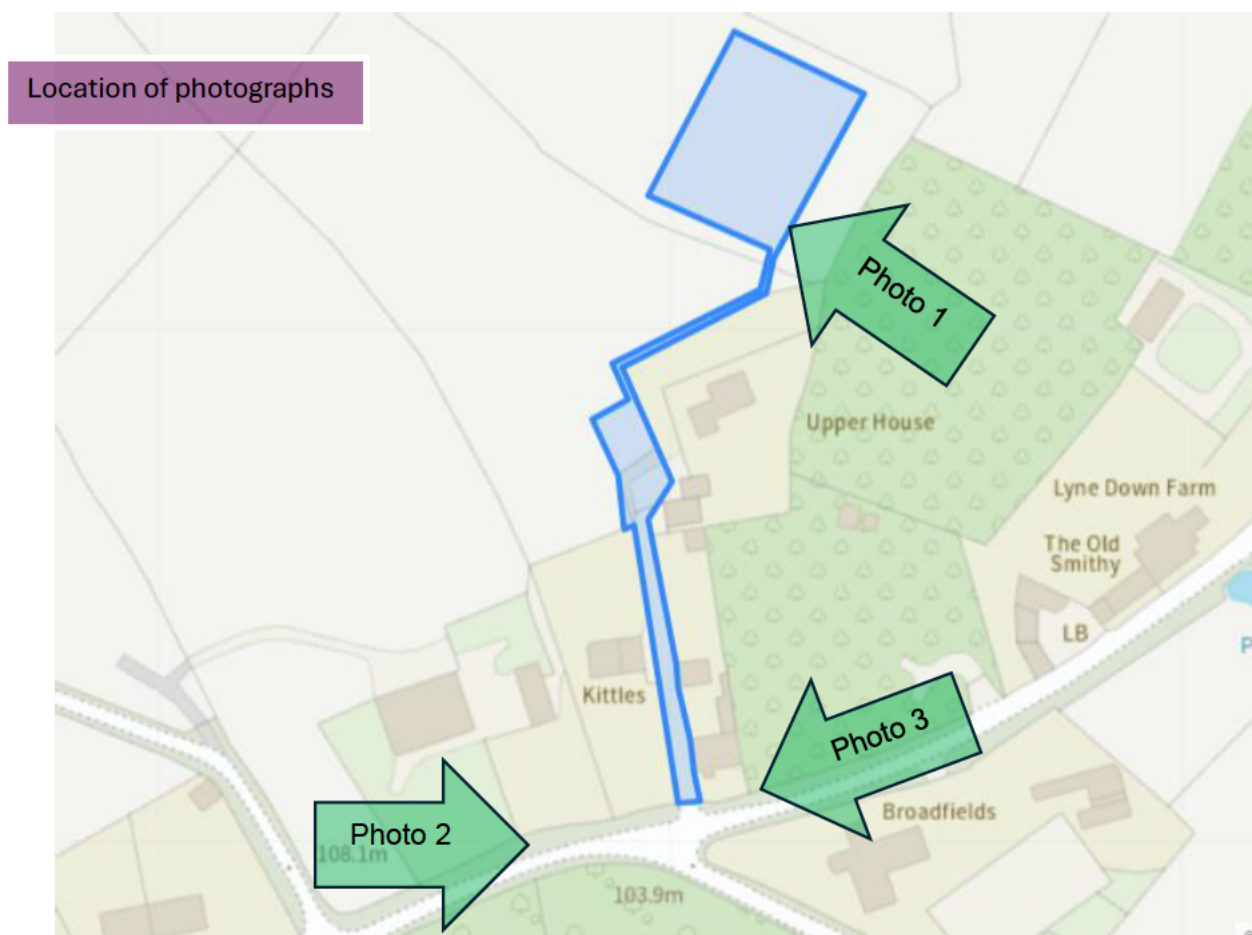 Location of photographs
Photo 1
Upper House
Lyne Down Farm
The Old
Smithy
LB
P
Kittles
Photo 3
Photo 2
Broadfields
108.1m
103.9m